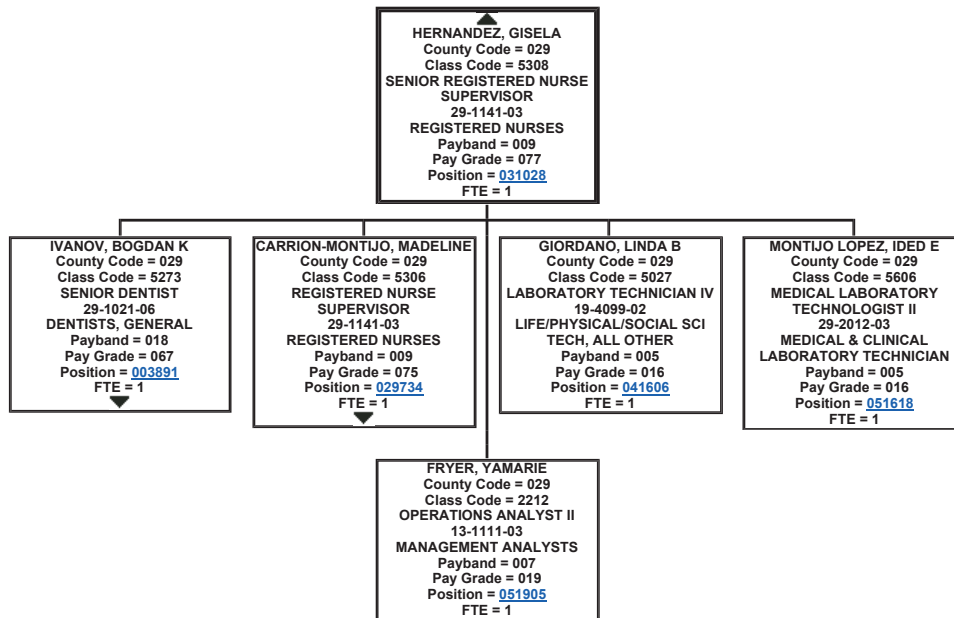 HERNANDEZ, GISELA
County Code = 029
Class Code = 5308
SENIOR REGISTERED NURSE
SUPERVISOR
29-1141-03
REGISTERED NURSES
Payband = 009
Pay Grade = 077
Position = 031028
FTE = 1
IVANOV, BOGDAN K
County Code = 029
Class Code = 5273
SENIOR DENTIST
29-1021-06
DENTISTS, GENERAL
Payband = 018
Pay Grade = 067
Position = 003891
FTE = 1
CARRION-MONTIJO, MADELINE
County Code = 029
Class Code = 5306
REGISTERED NURSE
SUPERVISOR
29-1141-03
REGISTERED NURSES
Payband = 009
Pay Grade = 075
Position = 029734
FTE = 1
GIORDANO, LINDA B
County Code = 029
Class Code = 5027
LABORATORY TECHNICIAN IV
19-4099-02
LIFE/PHYSICAL/SOCIAL SCI
TECH, ALL OTHER
Payband = 005
Pay Grade = 016
Position = 041606
FTE = 1
MONTIJO LOPEZ, IDED E
County Code = 029
Class Code = 5606
MEDICAL LABORATORY
TECHNOLOGIST II
29-2012-03
MEDICAL & CLINICAL
LABORATORY TECHNICIAN
Payband = 005
Pay Grade = 016
Position = 051618
FTE = 1
FRYER, YAMARIE
County Code = 029
Class Code = 2212
OPERATIONS ANALYST II
13-1111-03
MANAGEMENT ANALYSTS
Payband = 007
Pay Grade = 019
Position = 051905
FTE = 1